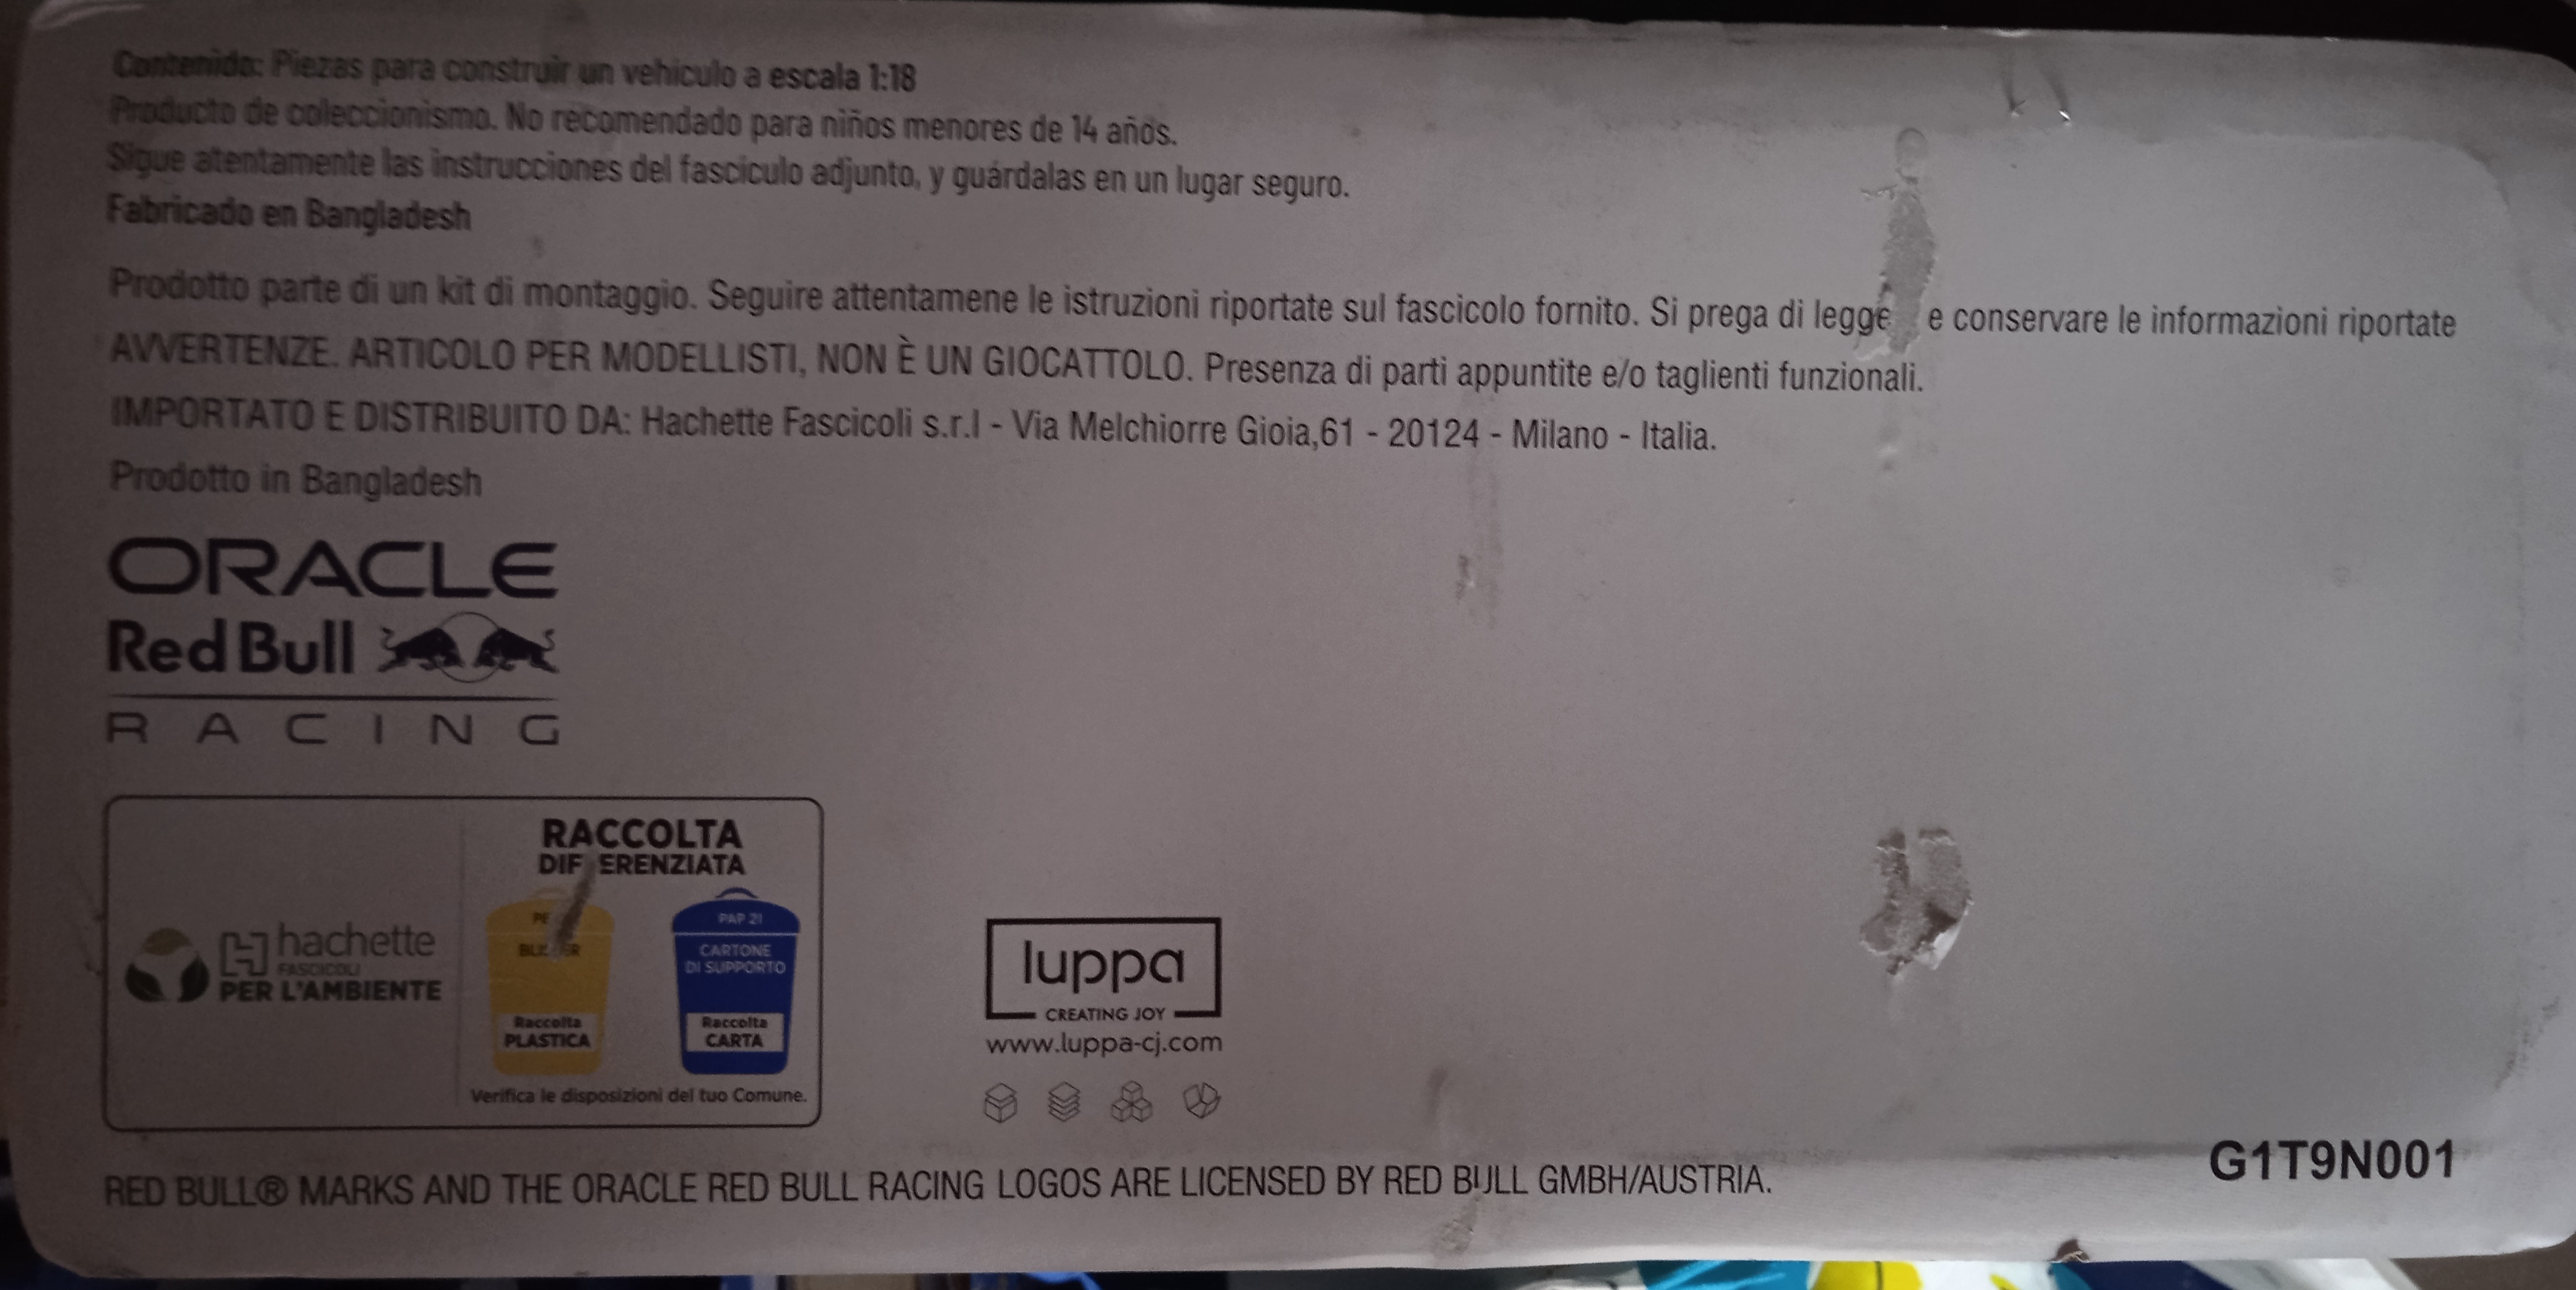 Contenido: Piezas para construir un vehículo a escala 1:18
Producto de coleccionismo. No recomendado para niños menores de 14 años.
Sigue atentamente las instrucciones del fascículo adjunto, y guárdalas en un lugar seguro.
Fabricado en Bangladesh
Prodotto parte di un kit di montaggio. Seguire attentamene le istruzioni riportate sul fascicolo fornito. Si prega di legge e conservare le informazioni riportate
AVVERTENZE. ARTICOLO PER MODELLISTI, NON È UN GIOCATTOLO. Presenza di parti appuntite e/o taglienti funzionali.
IMPORTATO E DISTRIBUITO DA: Hachette Fascicoli s.r.l - Via Melchiorre Gioia,61 - 20124 - Milano - Italia.
Prodotto in Bangladesh
ORACLE
Red Bull
RACING
hachette
FASCICOLI
PER L'AMBIENTE
RACCOLTA
DIF ERENZIATA
Raccolta
PLASTICA
PAP 21
CARTONE
DI SUPPORTO
Raccolta
CARTA
Verifica le disposizioni del tuo Comune.
luppa
CREATING JOY
www.luppa-cj.com
RED BULL® MARKS AND THE ORACLE RED BULL RACING LOGOS ARE LICENSED BY RED BULL GMBH/AUSTRIA.
G1T9N001